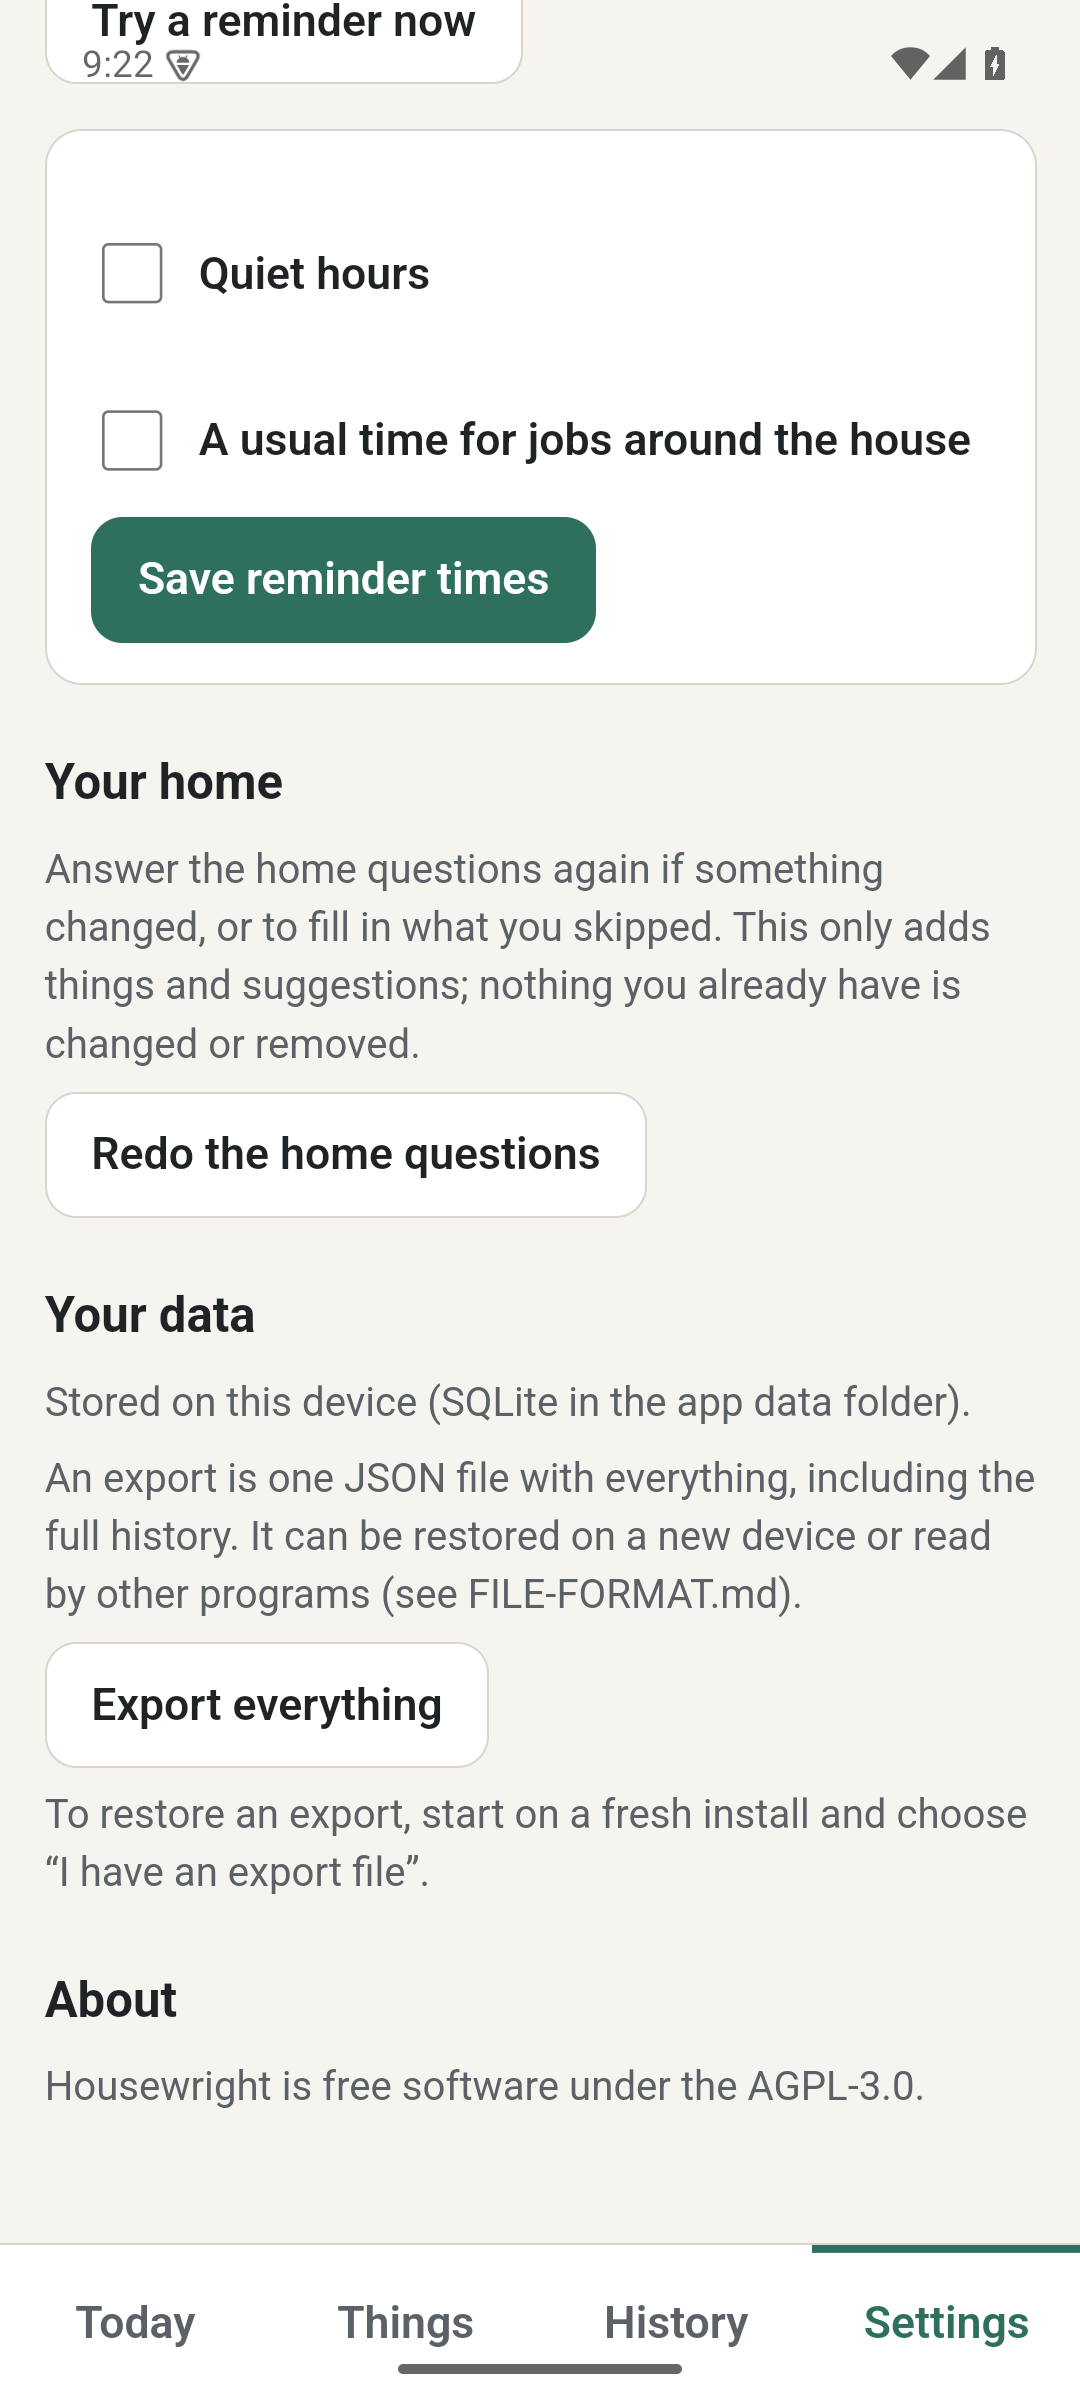 Try a reminder now
9:22
Quiet hours
A usual time for jobs around the house
Save reminder times
Your home
Answer the home questions again if something
changed, or to fill in what you skipped. This only adds
things and suggestions; nothing you already have is
changed or removed.
Redo the home questions
Your data
Stored on this device (SQLite in the app data folder).
An export is one JSON file with everything, including the
full history. It can be restored on a new device or read
by other programs (see FILE-FORMAT.md).
Export everything
To restore an export, start on a fresh install and choose
“I have an export file”.
About
Housewright is free software under the AGPL-3.0.
Today
Things
History
Settings